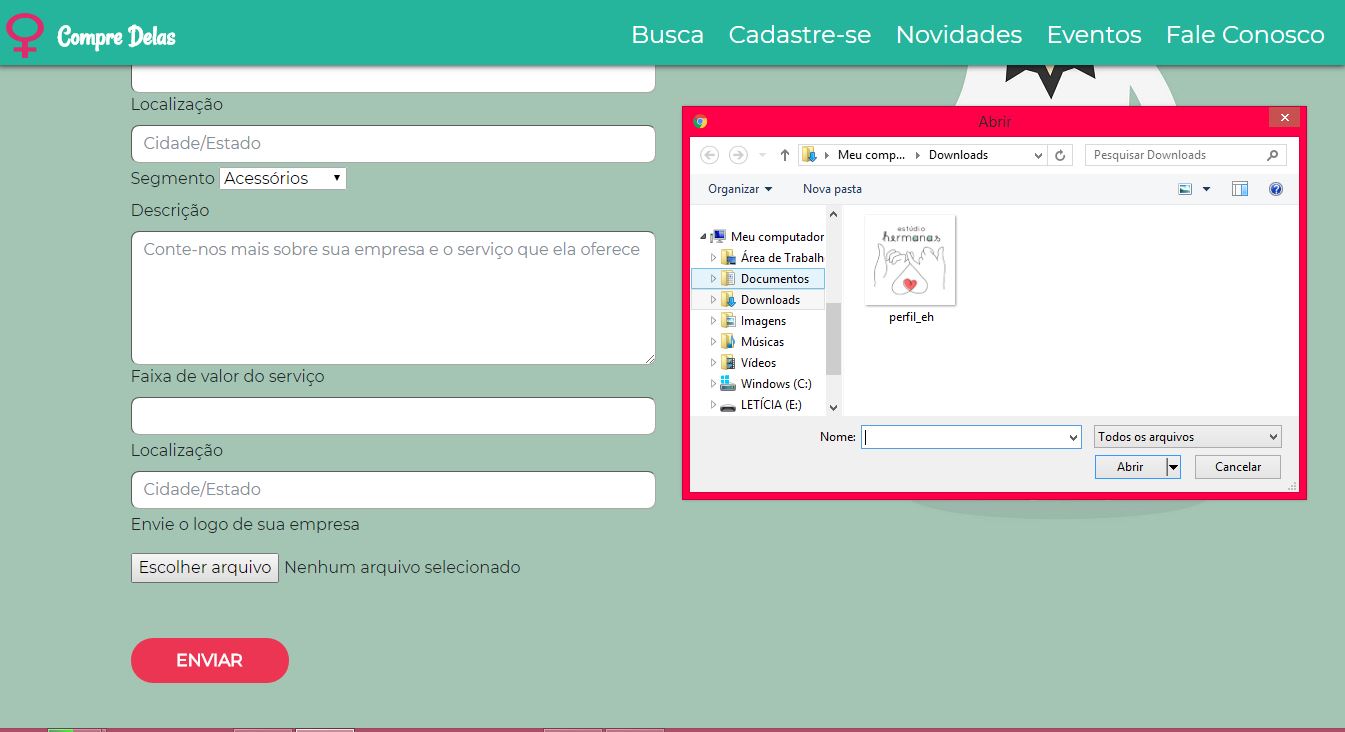 Compre Delas
Busca Cadastre-se Novidades Eventos Fale Conosco
Localização
Cidade/Estado
Segmento Acessórios
Descrição
Conte-nos mais sobre sua empresa e o serviço que ela oferece
Faixa de valor do serviço
Localização
Cidade/Estado
Envie o logo de sua empresa
Escolher arquivo Nenhum arquivo selecionado
ENVIAR
Abrir
Meu comp... Downloads
Pesquisar Downloads
Organizar Nova pasta
Meu computador
Área de Trabalh
Documentos
Downloads
Imagens
Músicas
Vídeos
Windows (C:)
LETÍCIA (E:)
estúdio
hermanas
perfil_eh
Nome:
Todos os arquivos
Abrir Cancelar